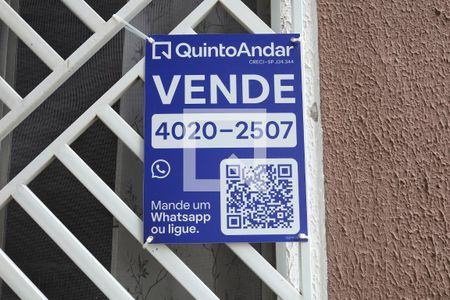 QuintoAndar
CRECI-SP J24.344
VENDE
4020-2507
Mande um
Whatsapp
ou ligue.